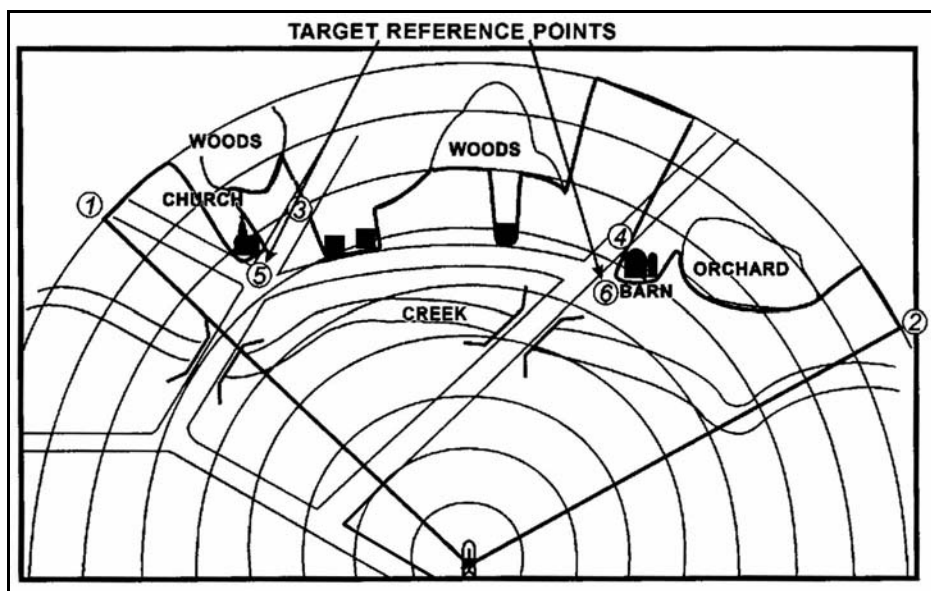 TARGET REFERENCE POINTS
WOODS
WOODS
1
CHURCH
3
4
5
ORCHARD
6 BARN
CREEK
2